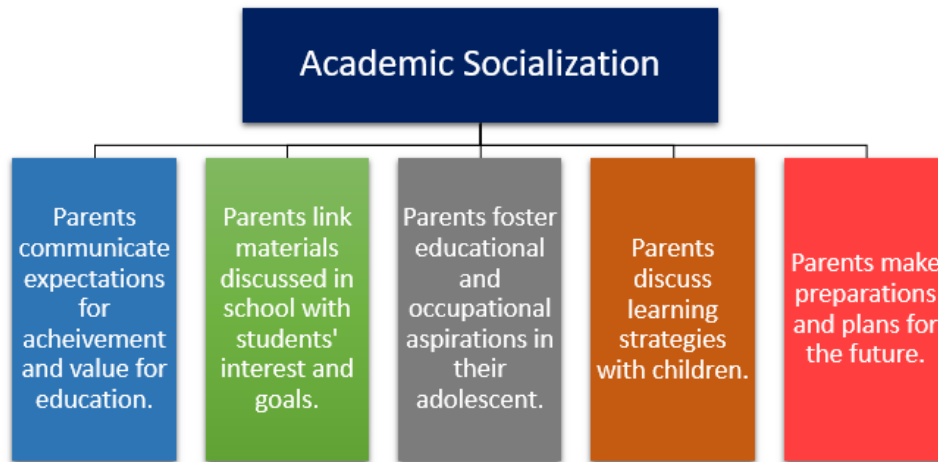 Academic Socialization
Parents
communicate
expectations
for
acheivement
and value for
education.
Parents link
materials
discussed in
school with
students'
interest and
goals.
Parents foster
educational
and
occupational
aspirations in
their
adolescent.
Parents
discuss
learning
strategies
with children.
Parents make
preparations
and plans for
the future.